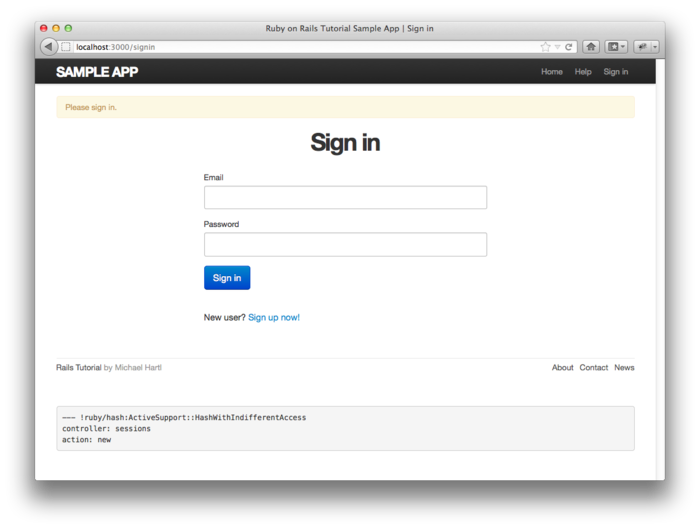 Ruby on Rails Tutorial Sample App | Sign in
localhost:3000/signin
SAMPLE APP
Home Help Sign in
Please sign in.
Sign in
Email
Password
Sign in
New user? Sign up now!
Rails Tutorial by Michael Hartl
About Contact News
--- !ruby/hash:ActiveSupport::HashWithIndifferentAccess
controller: sessions
action: new